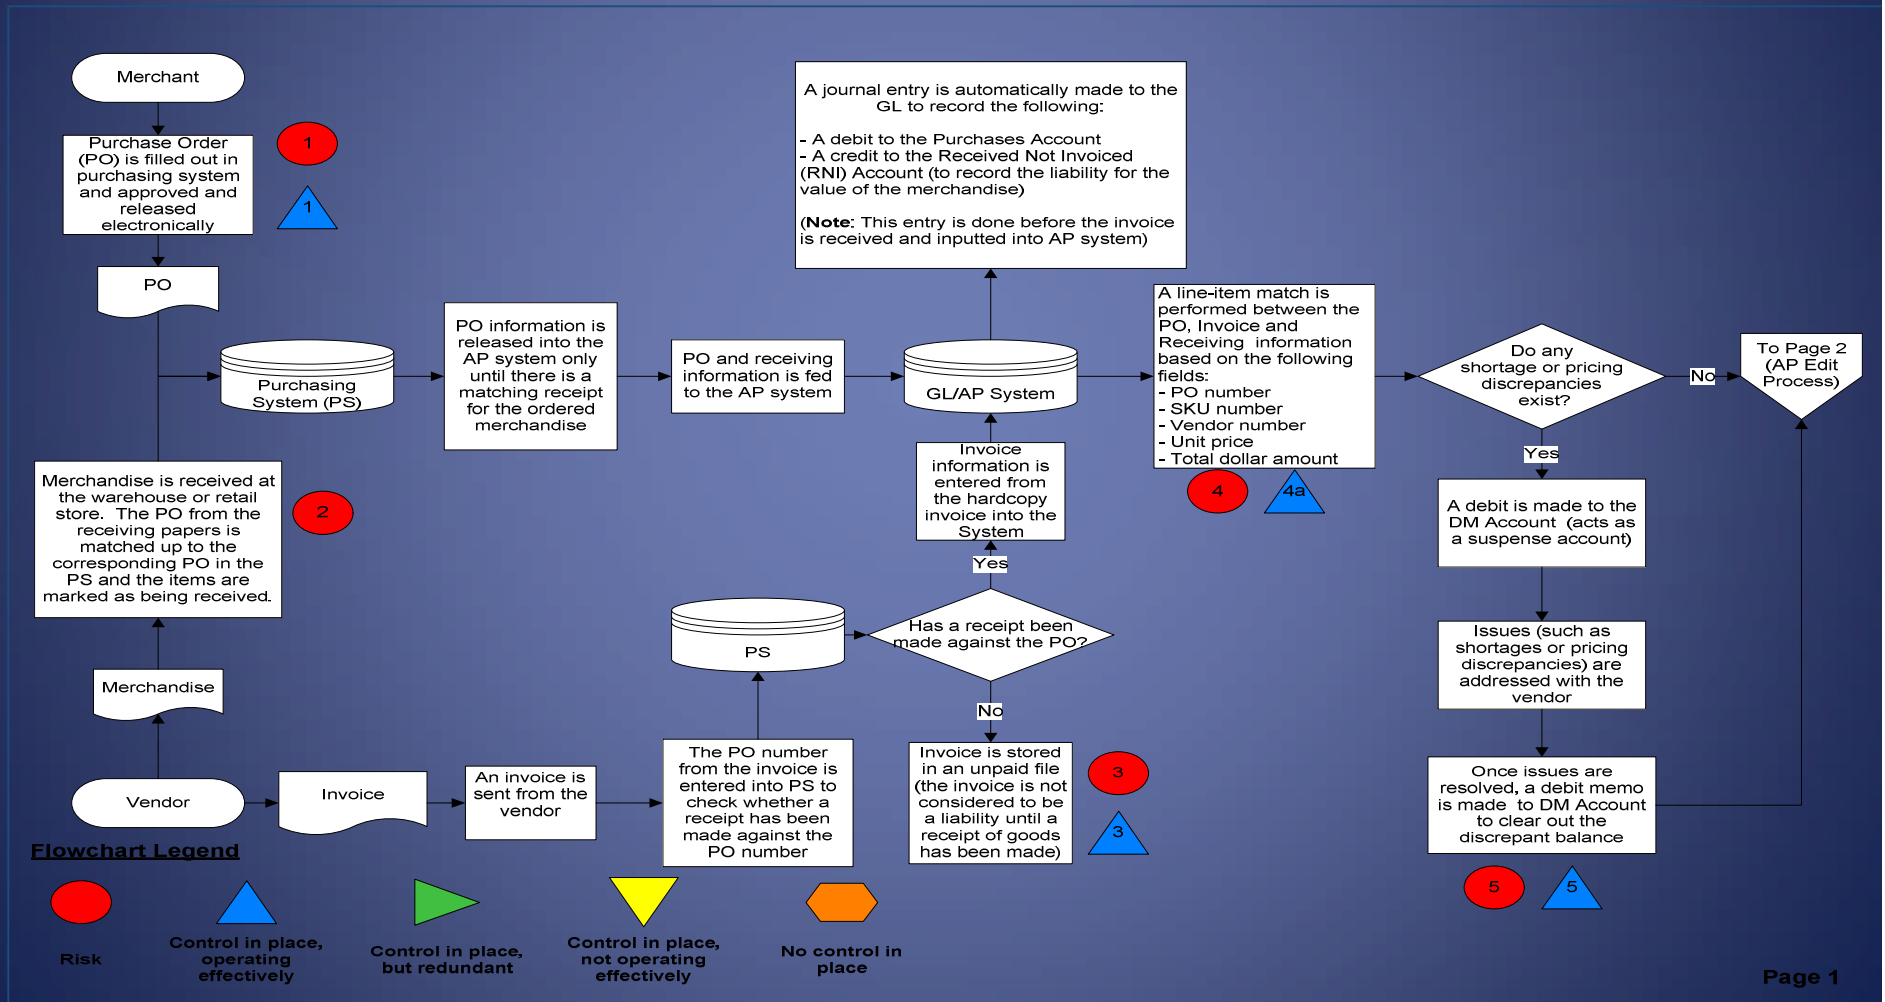 Merchant
Purchase Order
(PO) is filled out in
purchasing system
and approved and
released
electronically
1
1
PO
Purchasing
System (PS)
PO information is
released into the
AP system only
until there is a
matching receipt
for the ordered
merchandise
PO and receiving
information is fed
to the AP system
GL/AP System
A journal entry is automatically made to the
GL to record the following:
- A debit to the Purchases Account
- A credit to the Received Not Invoiced
(RNI) Account (to record the liability for the
value of the merchandise)
(Note: This entry is done before the invoice
is received and inputted into AP system)
A line-item match is
performed between the
PO, Invoice and
Receiving information
based on the following
fields:
- PO number
- SKU number
- Vendor number
- Unit price
- Total dollar amount
4
4a
Do any
shortage or pricing
discrepancies
exist?
No
To Page 2
(AP Edit
Process)
Yes
A debit is made to the
DM Account (acts as
a suspense account)
Issues (such as
shortages or pricing
discrepancies) are
addressed with the
vendor
Once issues are
resolved, a debit memo
is made to DM Account
to clear out the
discrepant balance
5
5
Merchandise is received at
the warehouse or retail
store. The PO from the
receiving papers is
matched up to the
corresponding PO in the
PS and the items are
marked as being received.
2
Merchandise
Vendor
Invoice
An invoice is
sent from the
vendor
The PO number
from the invoice is
entered into PS to
check whether a
receipt has been
made against the
PO number
PS
Has a receipt been
made against the PO?
Yes
Invoice
information is
entered from
the hardcopy
invoice into the
System
No
Invoice is stored
in an unpaid file
(the invoice is not
considered to be
a liability until a
receipt of goods
has been made)
3
3
Flowchart Legend
Risk
Control in place,
operating
effectively
Control in place,
but redundant
Control in place,
not operating
effectively
No control in
place
Page 1